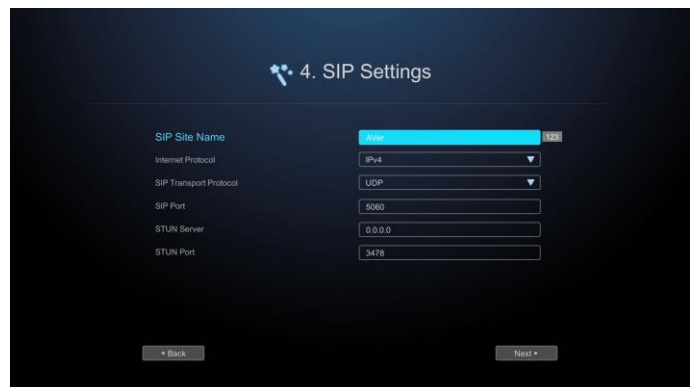 4. SIP Settings
SIP Site Name AVer 123
Internet Protocol IPv4
SIP Transport Protocol UDP
SIP Port 5060
STUN Server 0.0.0.0
STUN Port 3478
Back Next